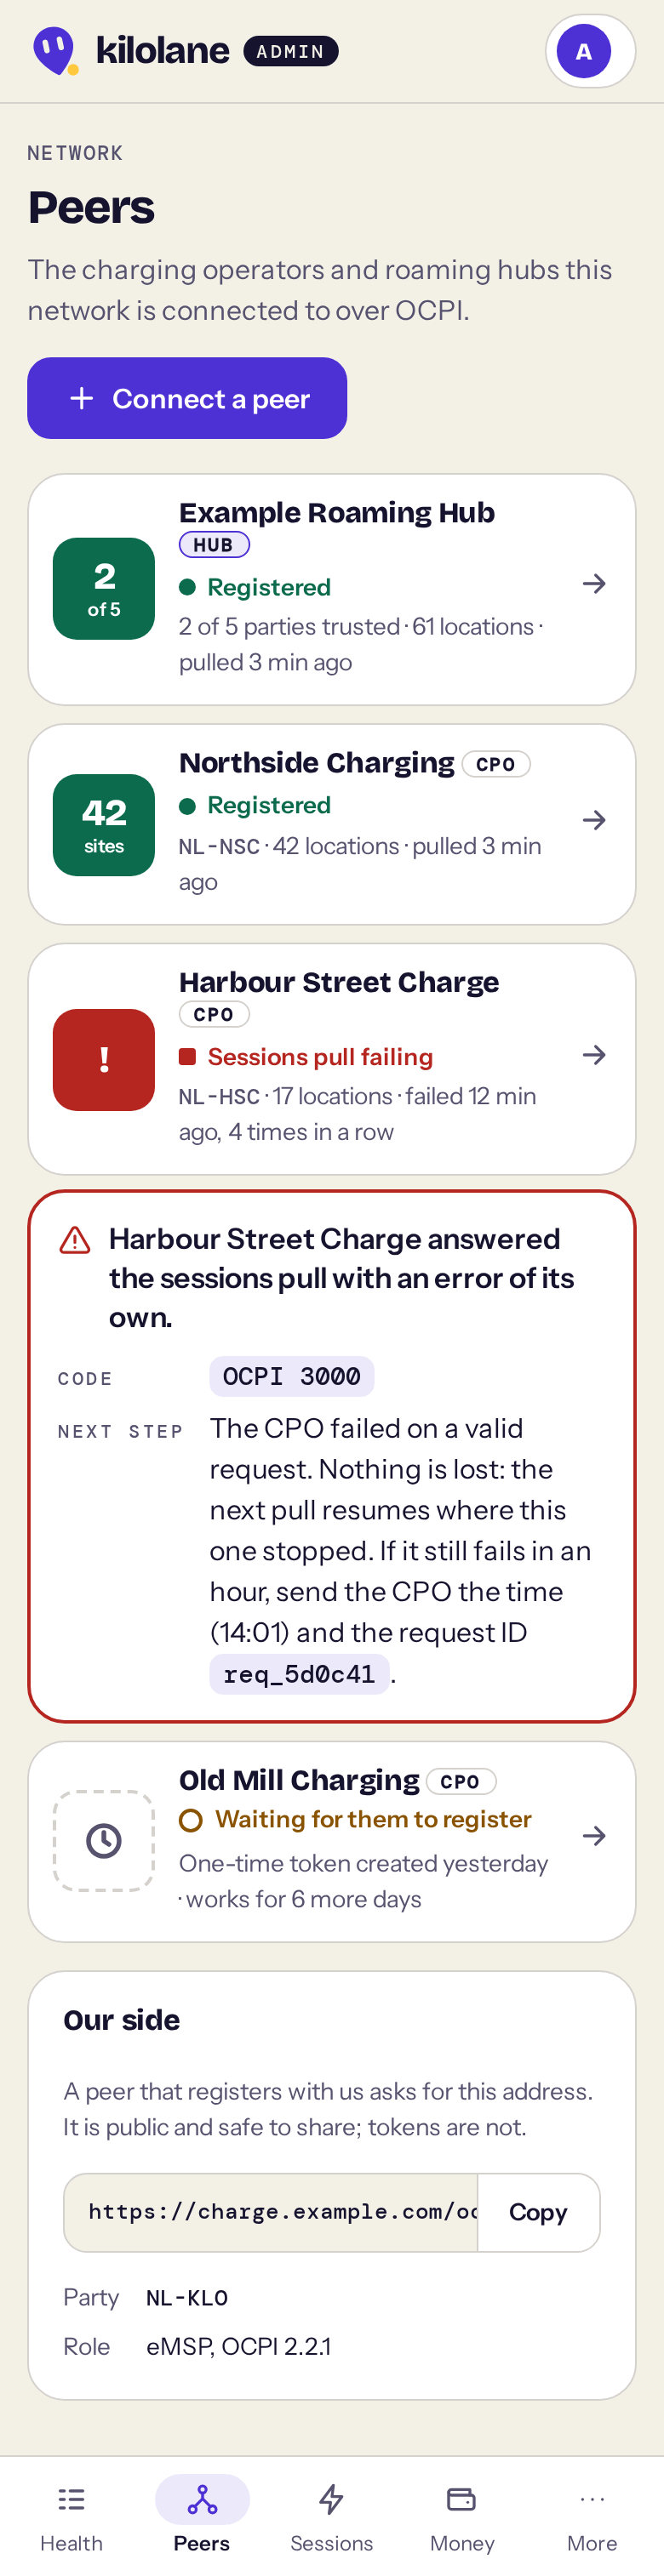 kilolane ADMIN
A
NETWORK
Peers
The charging operators and roaming hubs this
network is connected to over OCPI.
+ Connect a peer
2
of 5
Example Roaming Hub
HUB
Registered
2 of 5 parties trusted · 61 locations ·
pulled 3 min ago
42
sites
Northside Charging CPO
Registered
NL-NSC · 42 locations · pulled 3 min
ago
!
Harbour Street Charge
CPO
Sessions pull failing
NL-HSC · 17 locations · failed 12 min
ago, 4 times in a row
Harbour Street Charge answered
the sessions pull with an error of its
own.
CODE OCPI 3000
NEXT STEP The CPO failed on a valid
request. Nothing is lost: the
next pull resumes where this
one stopped. If it still fails in an
hour, send the CPO the time
(14:01) and the request ID
req_5d0c41.
Old Mill Charging CPO
Waiting for them to register
One-time token created yesterday
· works for 6 more days
Our side
A peer that registers with us asks for this address.
It is public and safe to share; tokens are not.
https://charge.example.com/oc Copy
Party NL-KLO
Role eMSP, OCPI 2.2.1
Health Peers Sessions Money More